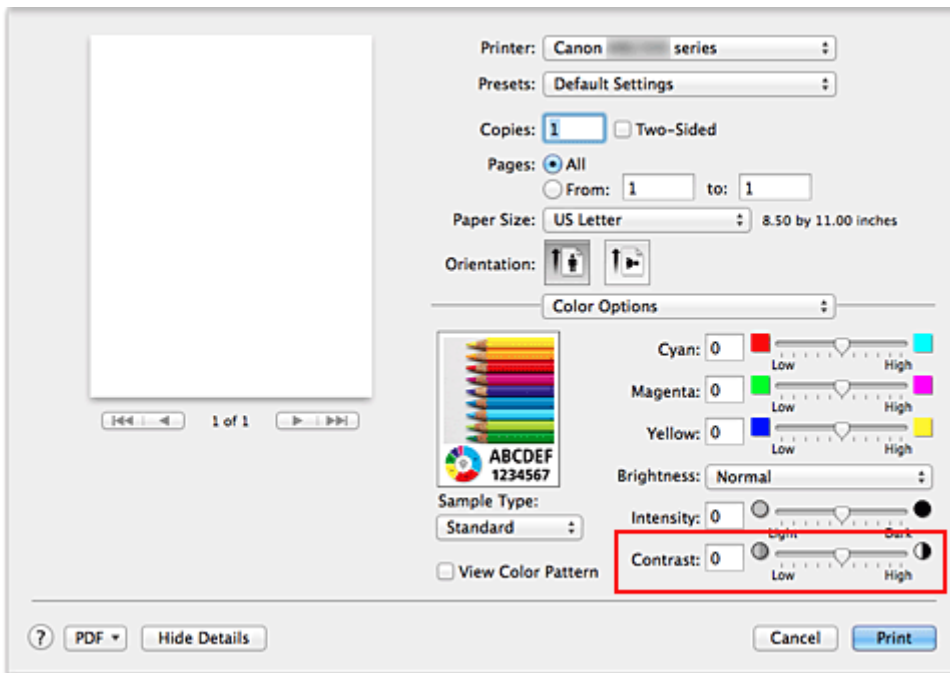 Printer: Canon series
Presets: Default Settings
Copies: 1 Two-Sided
Pages: All
From: 1 to: 1
Paper Size: US Letter 8.50 by 11.00 inches
Orientation:
Color Options
Cyan: 0
Low High
Magenta: 0
Low High
1 of 1
Yellow: 0
Low High
ABCDEF
1234567
Brightness: Normal
Sample Type:
Standard
Intensity: 0
Light Dark
View Color Pattern
Contrast: 0
Low High
? PDF Hide Details Cancel Print